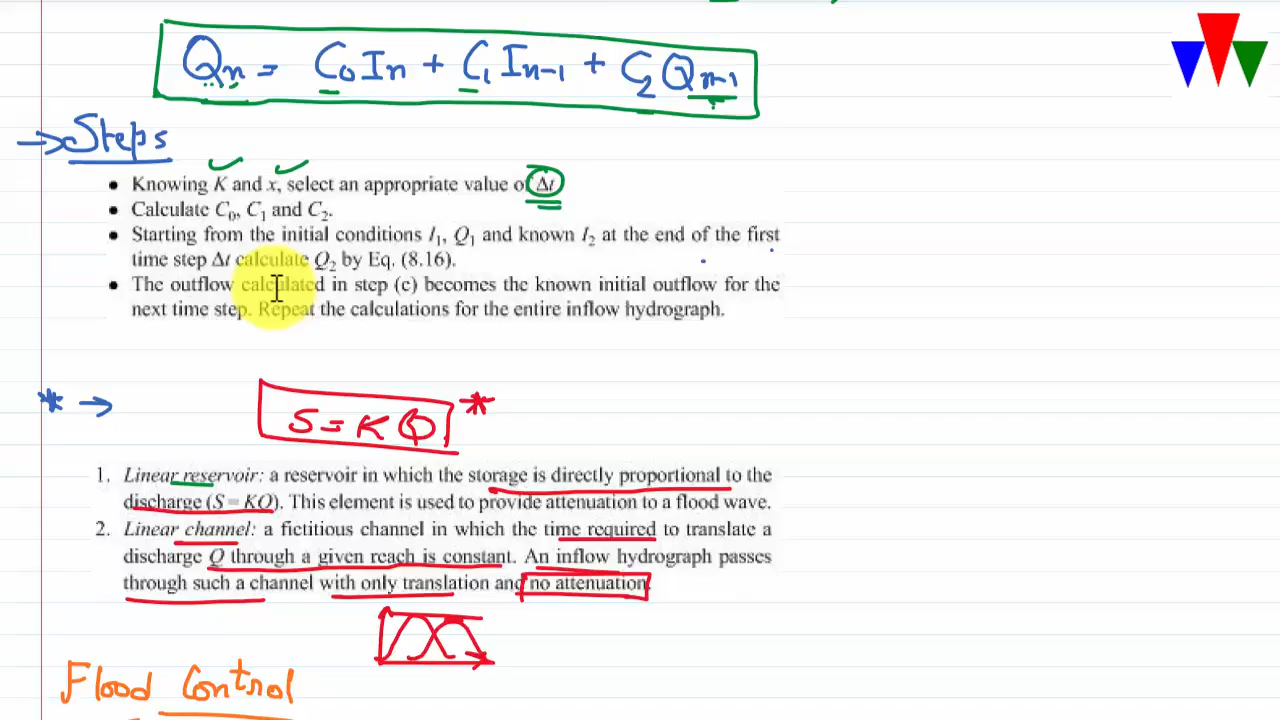 Qn = C0In + C1In-1 + C2Qn-1
→ Steps
• Knowing K and x, select an appropriate value of Δt
• Calculate C0, C1 and C2.
• Starting from the initial conditions I1, Q1 and known I2 at the end of the first
time step Δt calculate Q2 by Eq. (8.16).
• The outflow calculated in step (c) becomes the known initial outflow for the
next time step. Repeat the calculations for the entire inflow hydrograph.
* →
S = KQ *
1. Linear reservoir: a reservoir in which the storage is directly proportional to the
discharge (S = KQ). This element is used to provide attenuation to a flood wave.
2. Linear channel: a fictitious channel in which the time required to translate a
discharge Q through a given reach is constant. An inflow hydrograph passes
through such a channel with only translation and no attenuation.
Flood Control